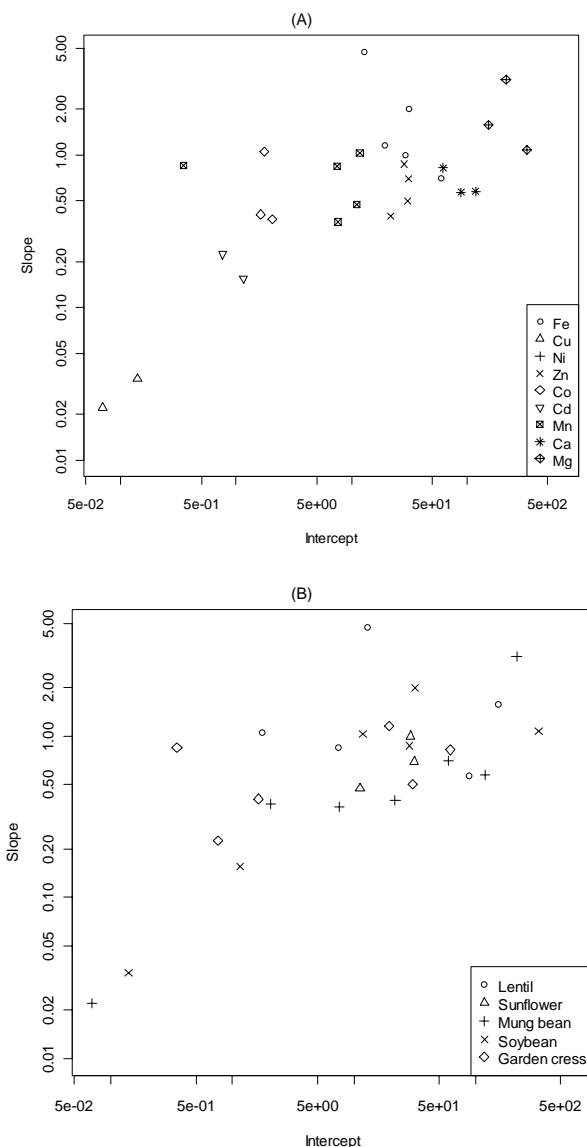 (A)
5.00
2.00
1.00
0.50
0.20
0.10
0.05
0.02
0.01
Slope
Fe
Cu
Ni
Zn
Co
Cd
Mn
Ca
Mg
5e-02 5e-01 5e+00 5e+01 5e+02
Intercept
(B)
5.00
2.00
1.00
0.50
0.20
0.10
0.05
0.02
0.01
Slope
Lentil
Sunflower
Mung bean
Soybean
Garden cress
5e-02 5e-01 5e+00 5e+01 5e+02
Intercept